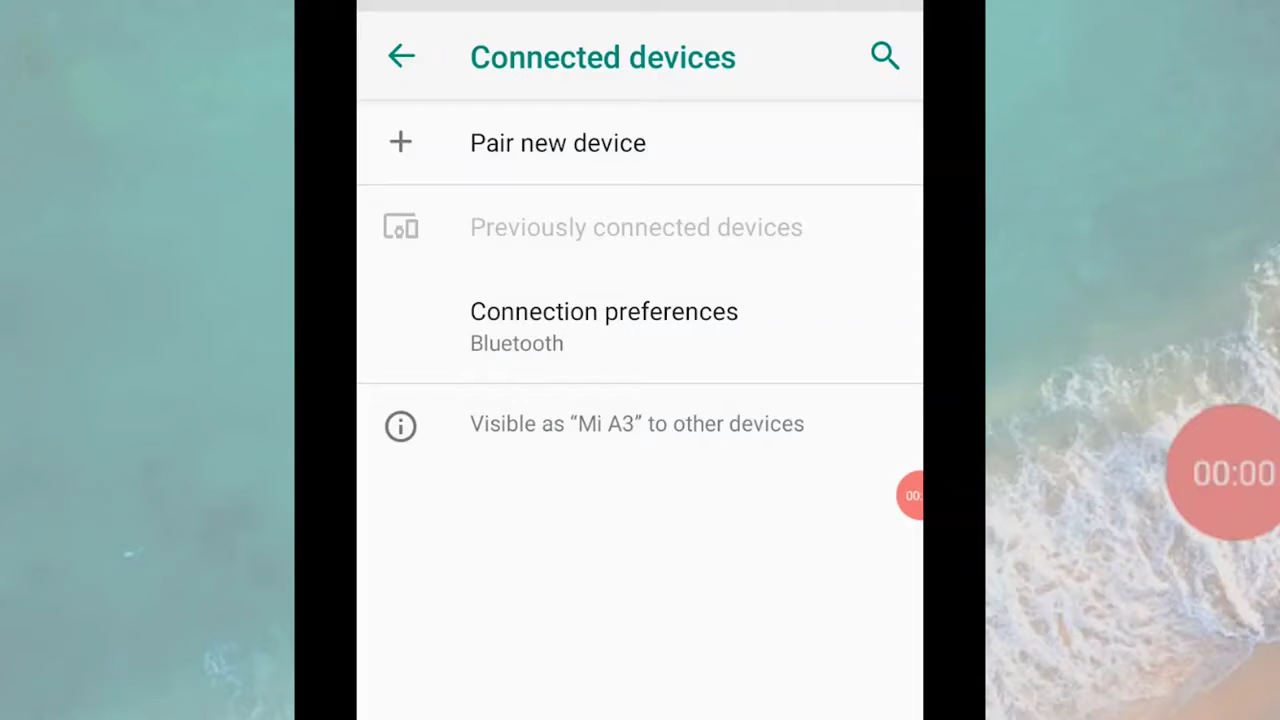 Connected devices
Pair new device
Previously connected devices
Connection preferences
Bluetooth
Visible as “Mi A3” to other devices
00:
00:00